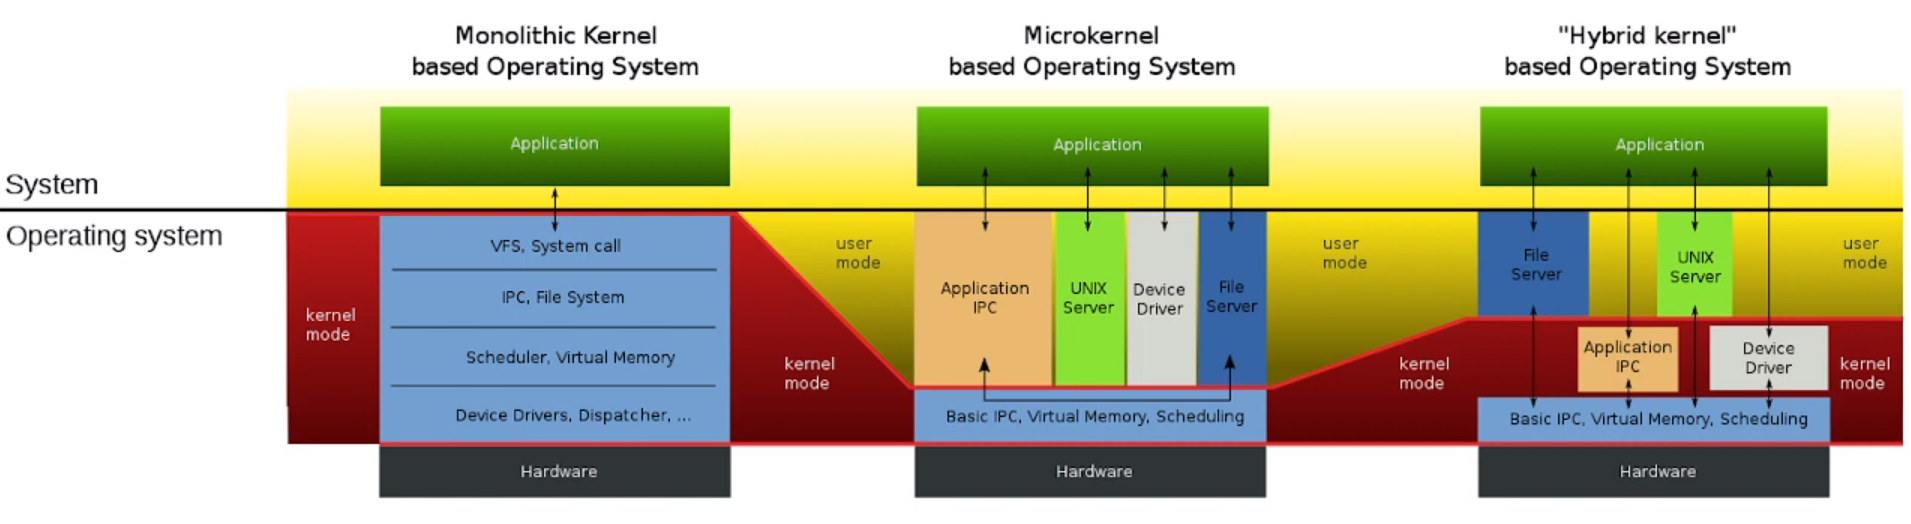 Monolithic Kernel
based Operating System
Microkernel
based Operating System
"Hybrid kernel"
based Operating System
Application
Application
Application
System
Operating system
kernel
mode
VFS, System call
IPC, File System
Scheduler, Virtual Memory
Device Drivers, Dispatcher, ...
Hardware
kernel
mode
user
mode
Application
IPC
UNIX
Server
Device
Driver
File
Server
Basic IPC, Virtual Memory, Scheduling
Hardware
user
mode
kernel
mode
File
Server
UNIX
Server
user
mode
Application
IPC
Device
Driver
kernel
mode
Basic IPC, Virtual Memory, Scheduling
Hardware